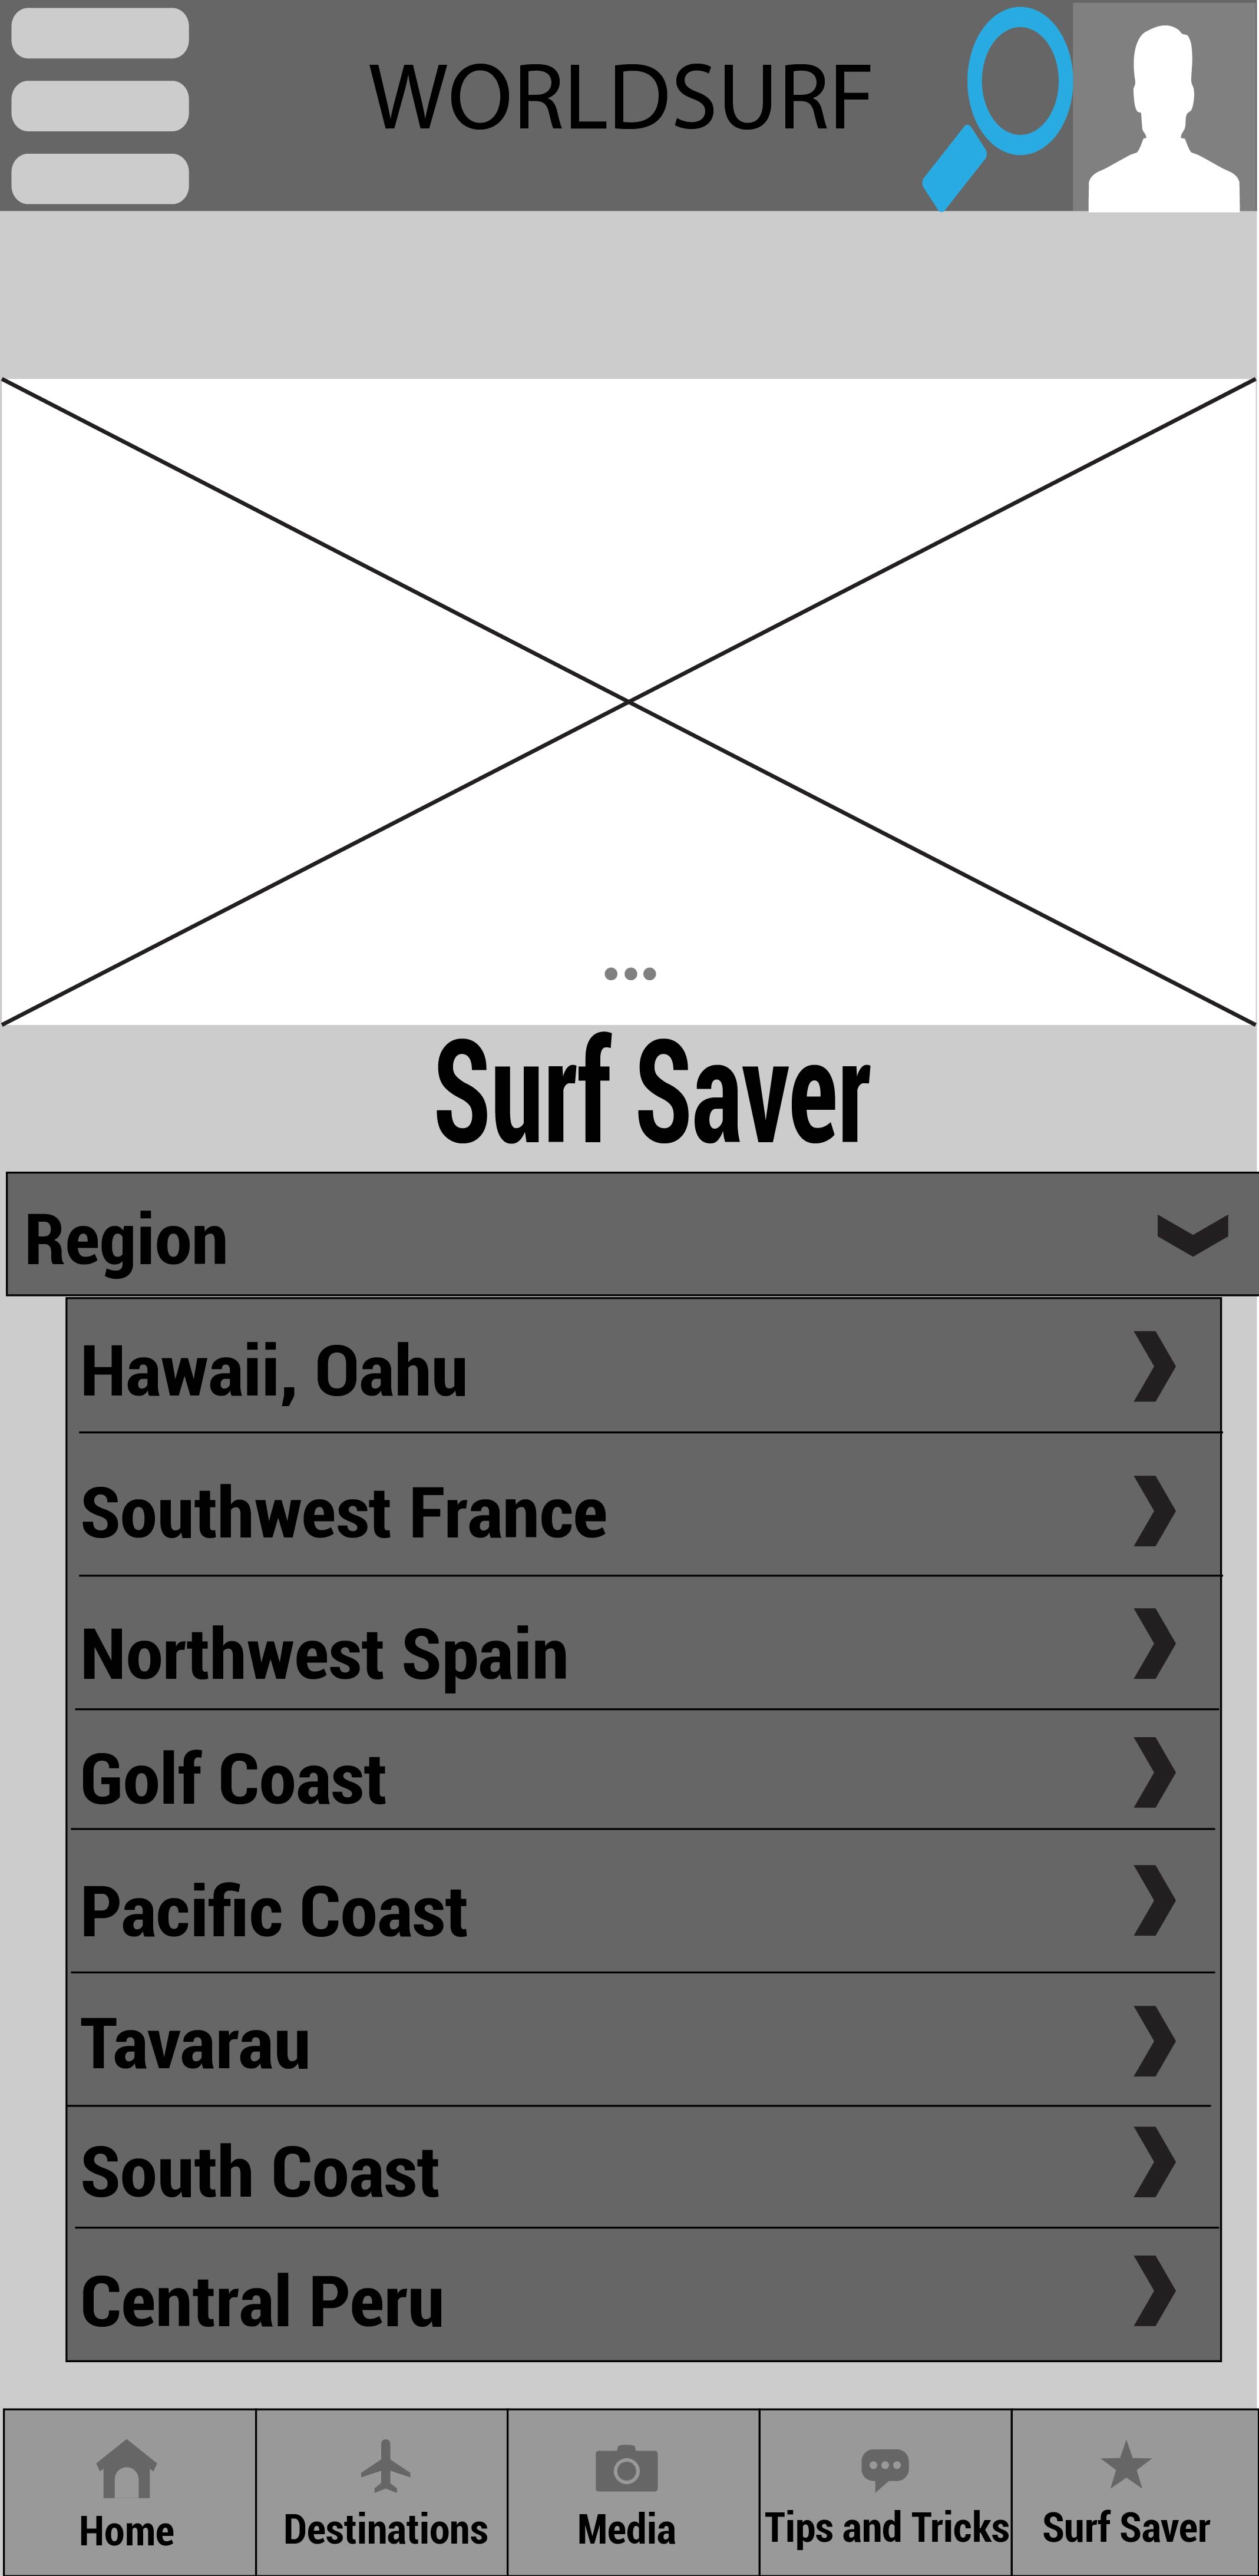 WORLDSURF
Surf Saver
Region
Hawaii, Oahu
Southwest France
Northwest Spain
Golf Coast
Pacific Coast
Tavarau
South Coast
Central Peru
Home
Destinations
Media
Tips and Tricks
Surf Saver